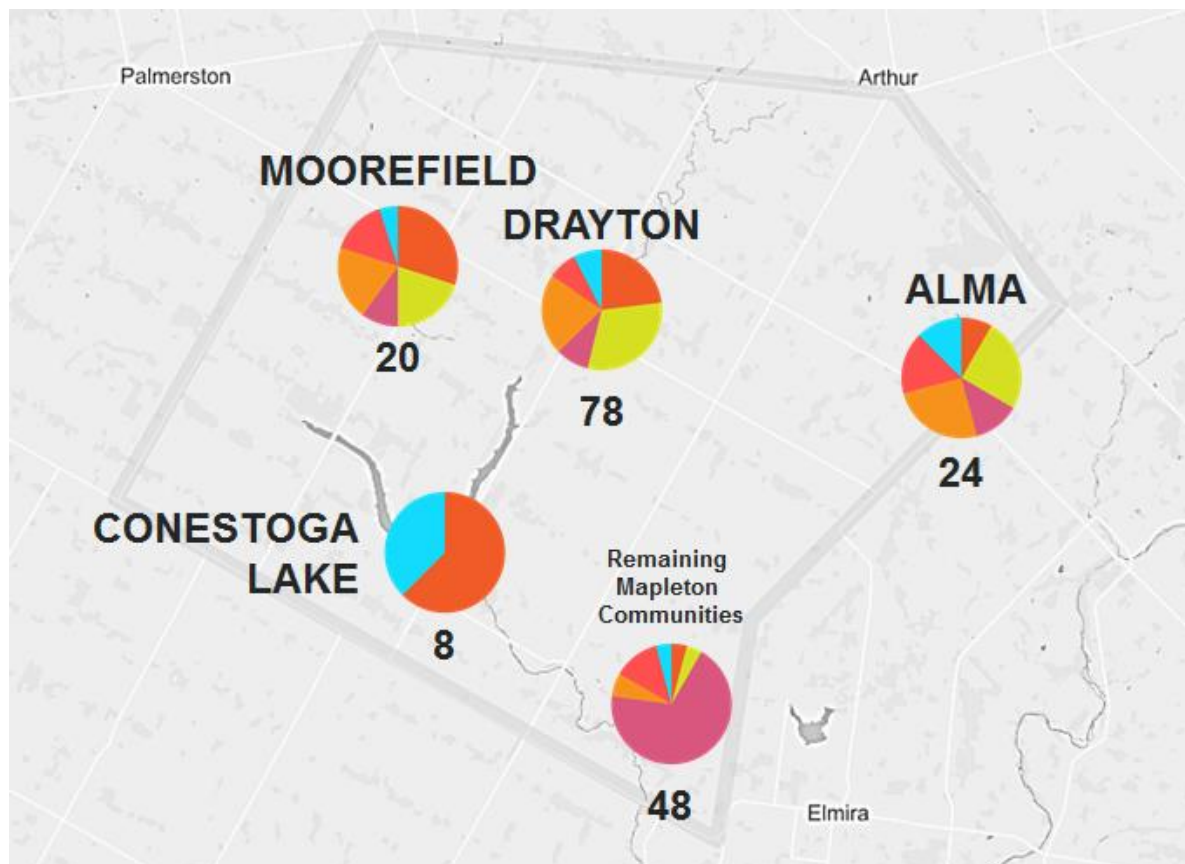 Palmerston
Arthur
MOOREFIELD
DRAYTON
ALMA
20
78
24
CONESTOGA
LAKE
8
Remaining
Mapleton
Communities
48
Elmira